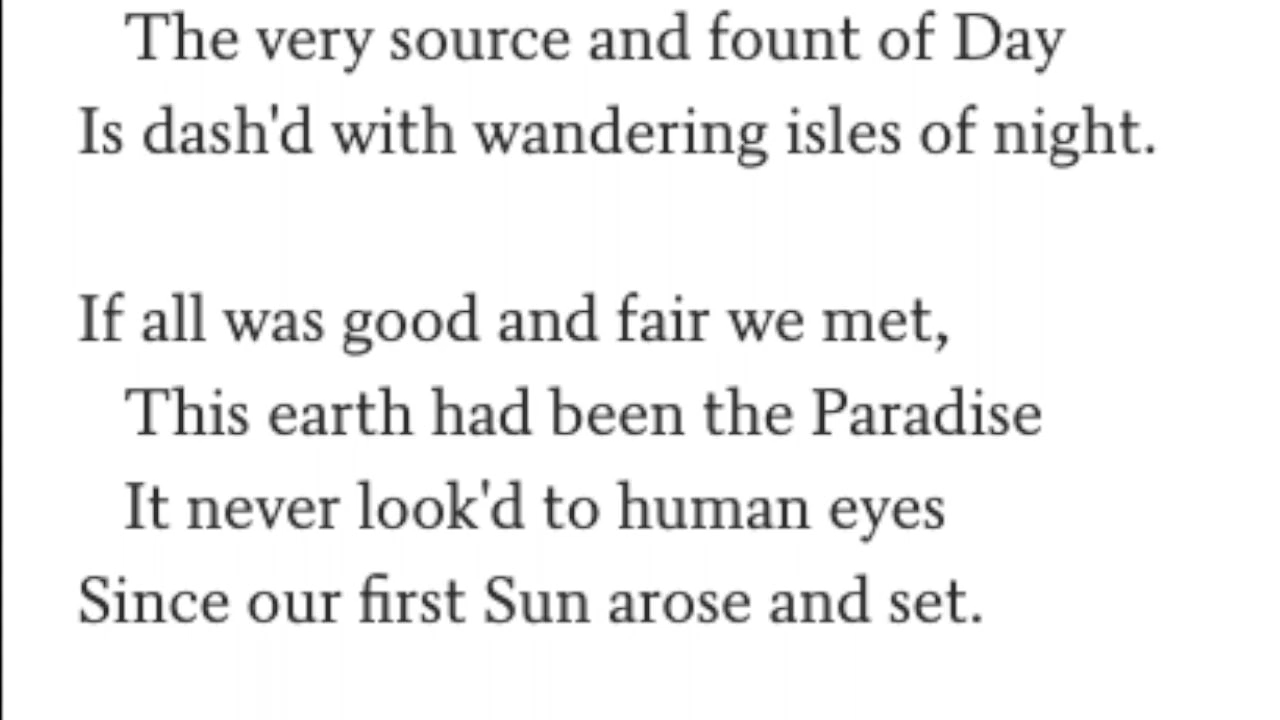 The very source and fount of Day
Is dash'd with wandering isles of night.
If all was good and fair we met,
This earth had been the Paradise
It never look'd to human eyes
Since our first Sun arose and set.